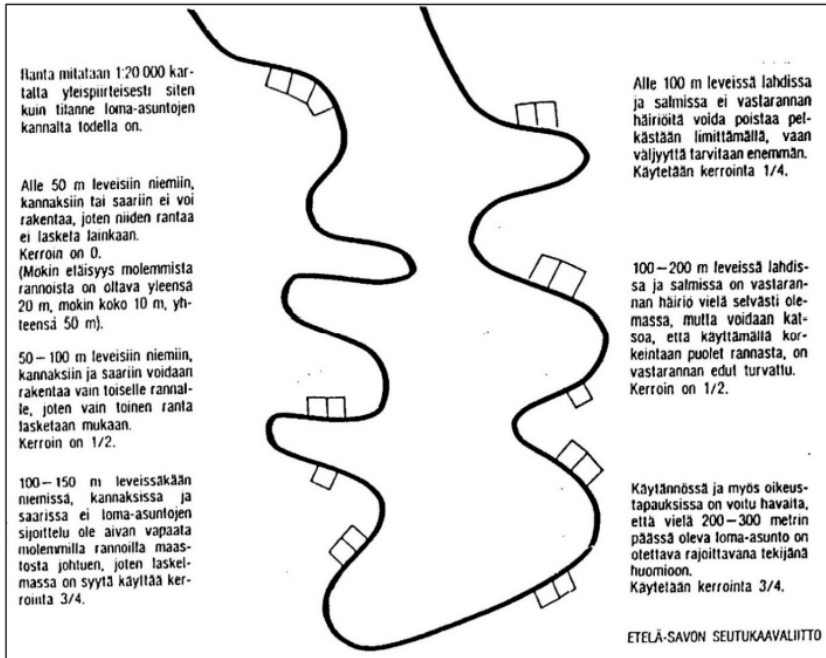 Ranta mitataan 1:20 000 kar-
talta yleispiirteisesti siten
kuin tilanne loma-asuntojen
kannalta todella on.
Alle 50 m leveisiin niemiin,
kannaksiin tai saariin ei voi
rakentaa, joten niiden rantaa
ei lasketa lainkaan.
Kerroin on 0.
(Mökin etäisyys molemmista
rannoista on oltava yleensä
20 m, mökin koko 10 m, yh-
teensä 50 m).
50–100 m leveisiin niemiin,
kannaksiin ja saariin voidaan
rakentaa vain toiselle rannal-
le, joten vain toinen ranta
lasketaan mukaan.
Kerroin on 1/2.
100–150 m leveissäkään
niemissä, kannaksissa ja
saarissa ei loma-asuntojen
sijoittelu ole aivan vapaata
molemmilla rannoilla maas-
tosta johtuen, joten laskel-
massa on syytä käyttää ker-
rointa 3/4.
Alle 100 m leveissä lahdissa
ja salmissa ei vastarannan
häiriöitä voida poistaa pel-
kästään limittämällä, vaan
väljyyttä tarvitaan enemmän.
Käytetään kerrointa 1/4.
100–200 m leveissä lahdis-
sa ja salmissa on vastaran-
nan häiriö vielä selvästi ole-
massa, mutta voidaan kat-
soa, että käyttämällä kor-
keintaan puolet rannasta, on
vastarannan edut turvattu.
Kerroin on 1/2.
Käytännössä ja myös oikeus-
tapauksissa on voitu havaita,
että vielä 200–300 metrin
päässä oleva loma-asunto on
otettava rajoittavana tekijänä
huomioon.
Käytetään kerrointa 3/4.
ETELÄ-SAVON SEUTUKAAVALIITTO